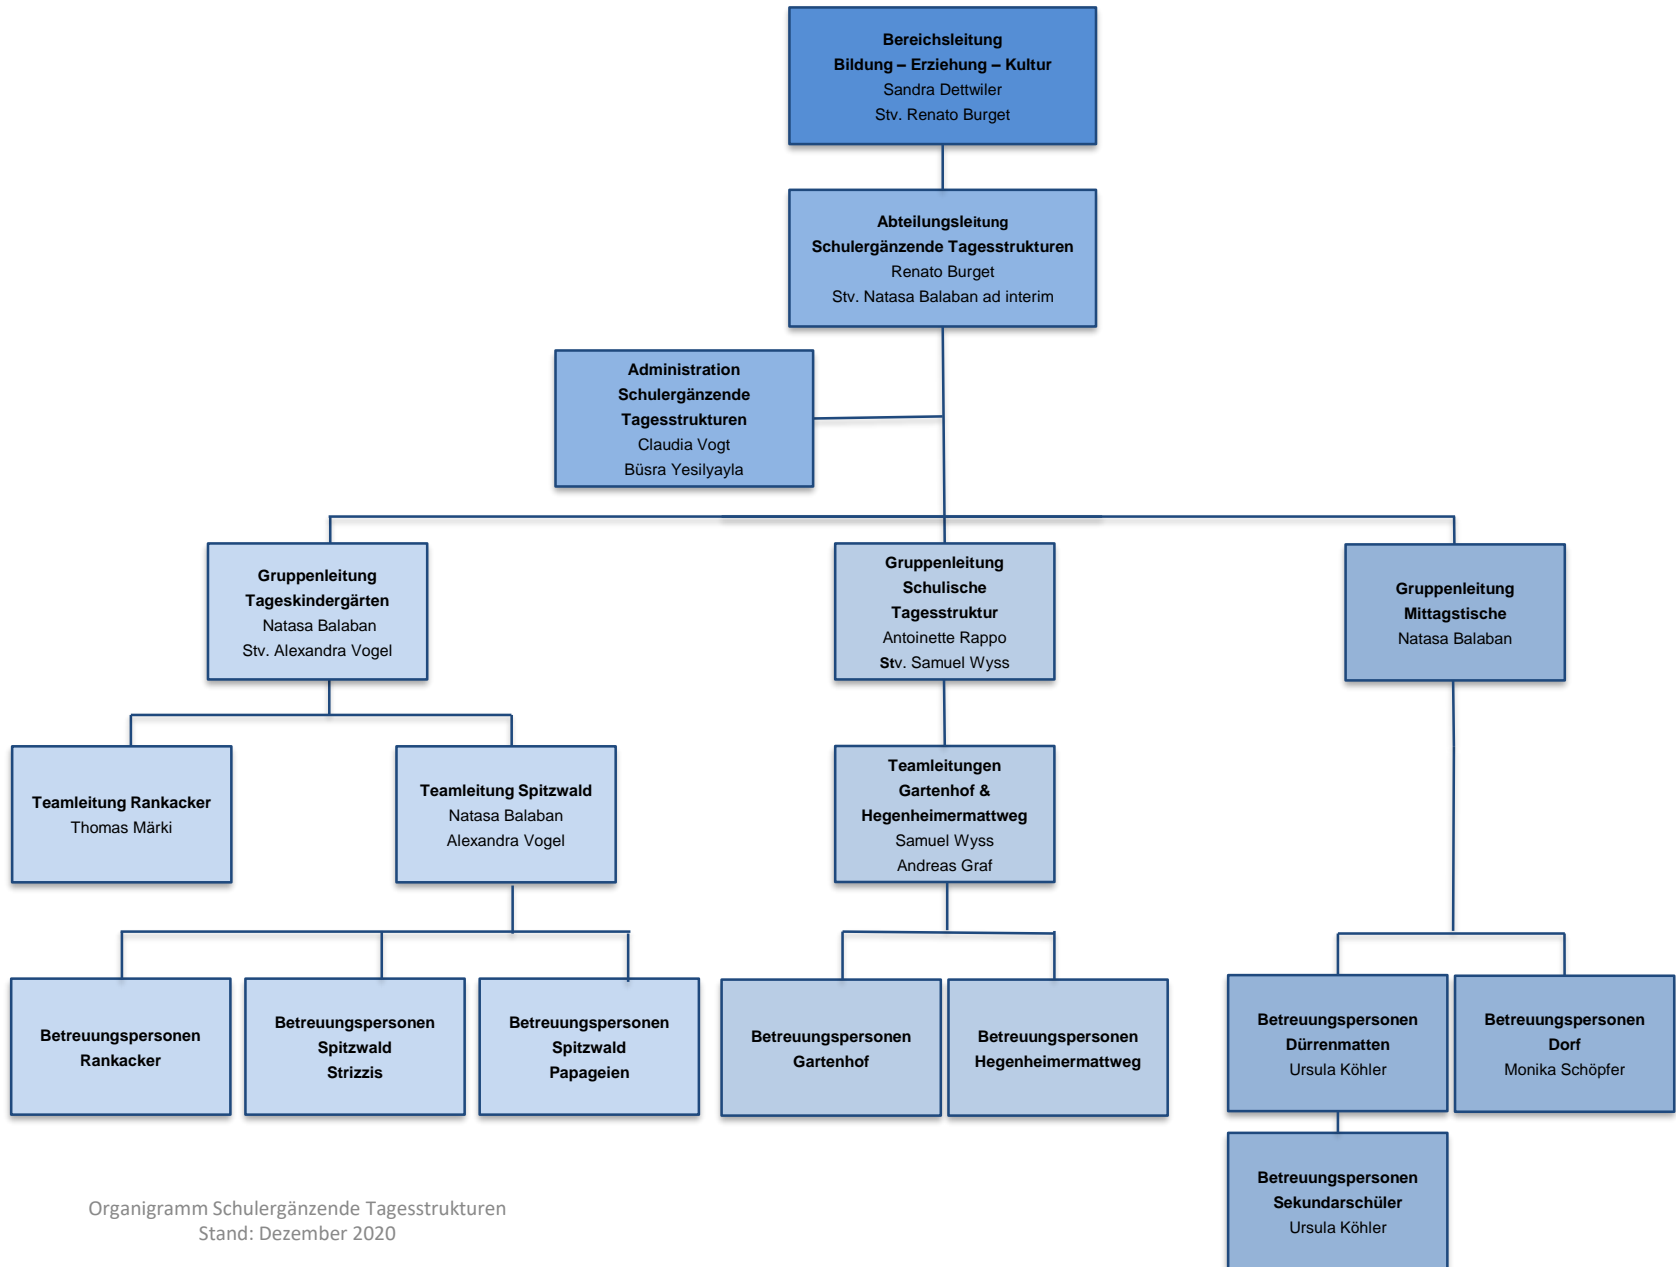 Bereichsleitung
Bildung – Erziehung – Kultur
Sandra Dettwiler
Stv. Renato Burget
Abteilungsleitung
Schulergänzende Tagesstrukturen
Renato Burget
Stv. Natasa Balaban ad interim
Administration
Schulergänzende
Tagesstrukturen
Claudia Vogt
Büsra Yesilyayla
Gruppenleitung
Tageskindergärten
Natasa Balaban
Stv. Alexandra Vogel
Gruppenleitung
Schulische
Tagesstruktur
Antoinette Rappo
Stv. Samuel Wyss
Gruppenleitung
Mittagstische
Natasa Balaban
Teamleitung Rankacker
Thomas Märki
Teamleitung Spitzwald
Natasa Balaban
Alexandra Vogel
Teamleitungen
Gartenhof &
Hegenheimermattweg
Samuel Wyss
Andreas Graf
Betreuungspersonen
Rankacker
Betreuungspersonen
Spitzwald
Strizzis
Betreuungspersonen
Spitzwald
Papageien
Betreuungspersonen
Gartenhof
Betreuungspersonen
Hegenheimermattweg
Betreuungspersonen
Dürrenmatten
Ursula Köhler
Betreuungspersonen
Dorf
Monika Schöpfer
Betreuungspersonen
Sekundarschüler
Ursula Köhler
Organigramm Schulergänzende Tagesstrukturen
Stand: Dezember 2020